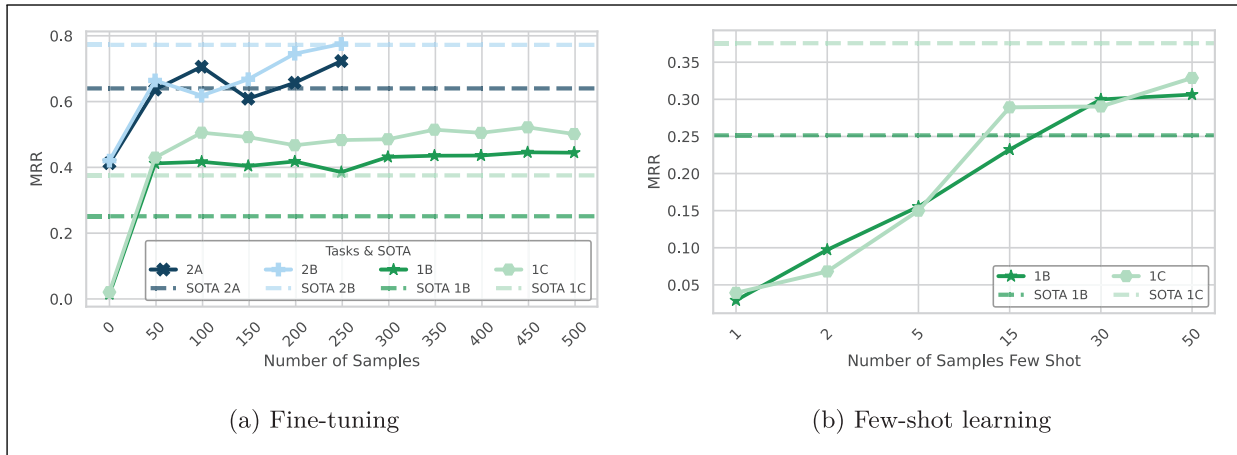 0.8
0.6
0.4
0.2
0.0
MRR
Tasks & SOTA
2A 2B 1B 1C
SOTA 2A SOTA 2B SOTA 1B SOTA 1C
0 50 100 150 200 250 300 350 400 450 500
Number of Samples
(a) Fine-tuning
0.35
0.30
0.25
0.20
0.15
0.10
0.05
MRR
1B 1C
SOTA 1B SOTA 1C
1 2 5 15 30 50
Number of Samples Few Shot
(b) Few-shot learning